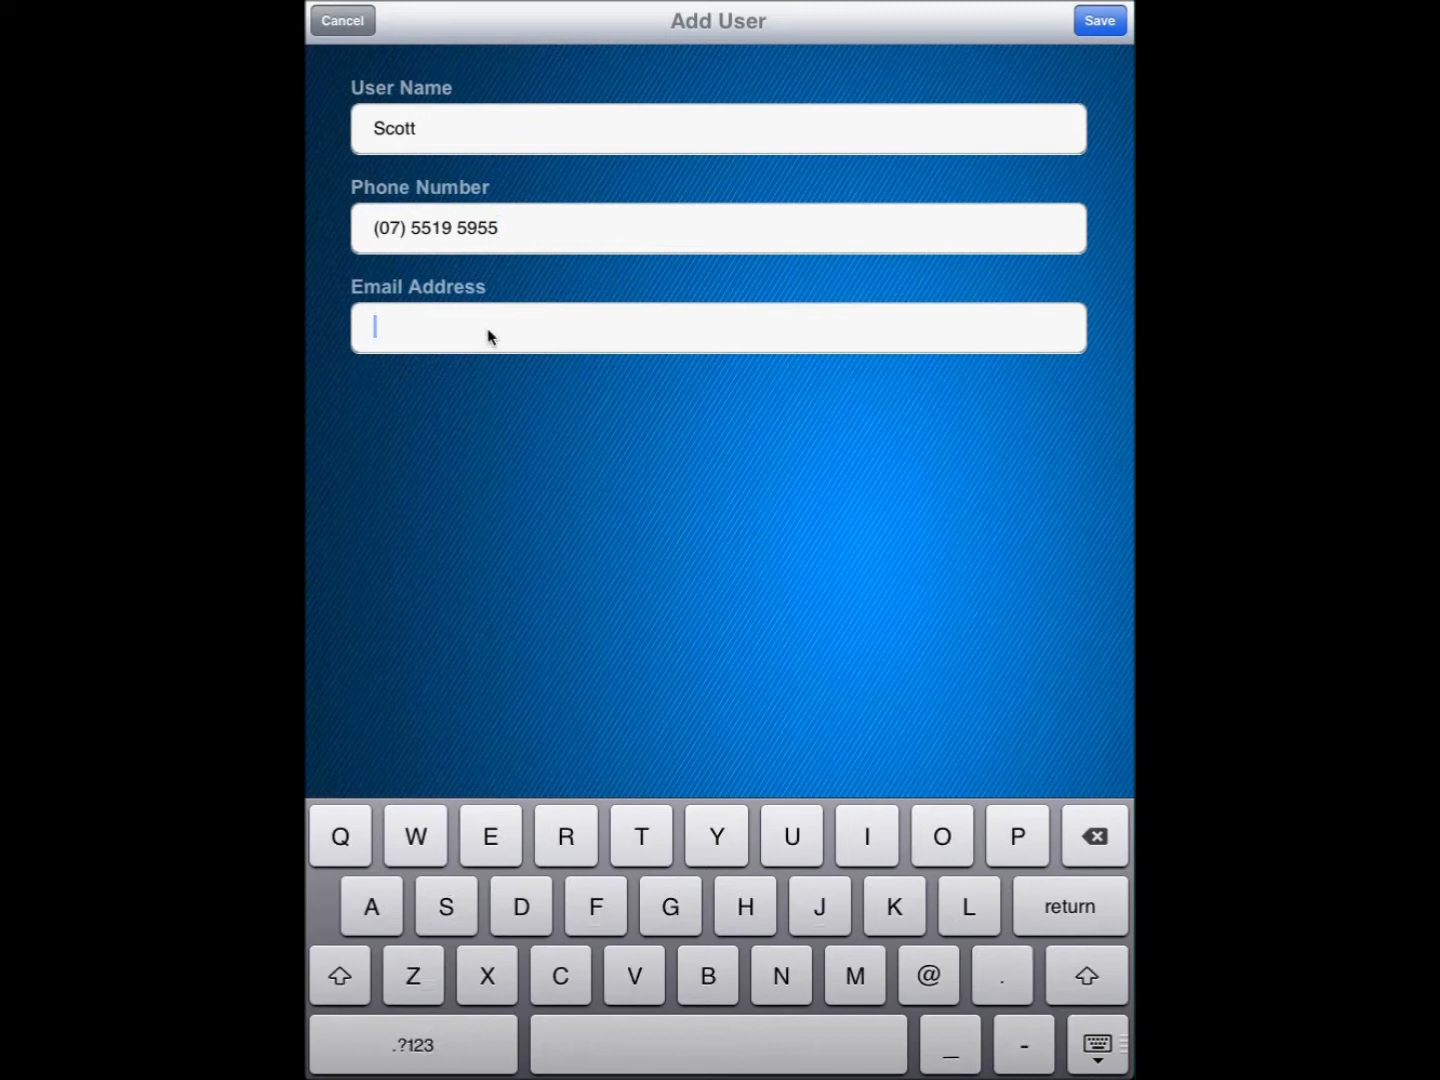 Cancel Add User Save
User Name
Scott
Phone Number
(07) 5519 5955
Email Address
Q W E R T Y U I O P
A S D F G H J K L return
Z X C V B N M @ .
.?123 _ -